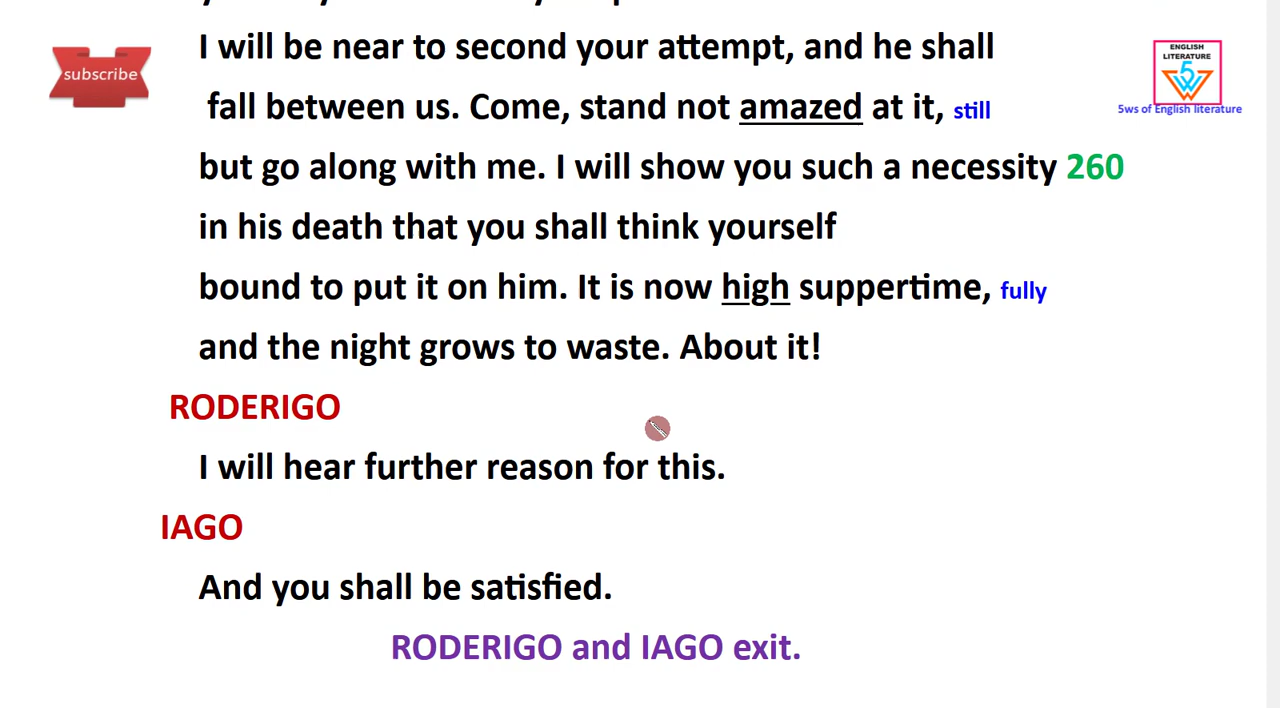 I will be near to second your attempt, and he shall
fall between us. Come, stand not amazed at it, still
but go along with me. I will show you such a necessity 260
in his death that you shall think yourself
bound to put it on him. It is now high suppertime, fully
and the night grows to waste. About it!
RODERIGO
I will hear further reason for this.
IAGO
And you shall be satisfied.
RODERIGO and IAGO exit.
subscribe
ENGLISH
LITERATURE
5
W
5ws of English literature